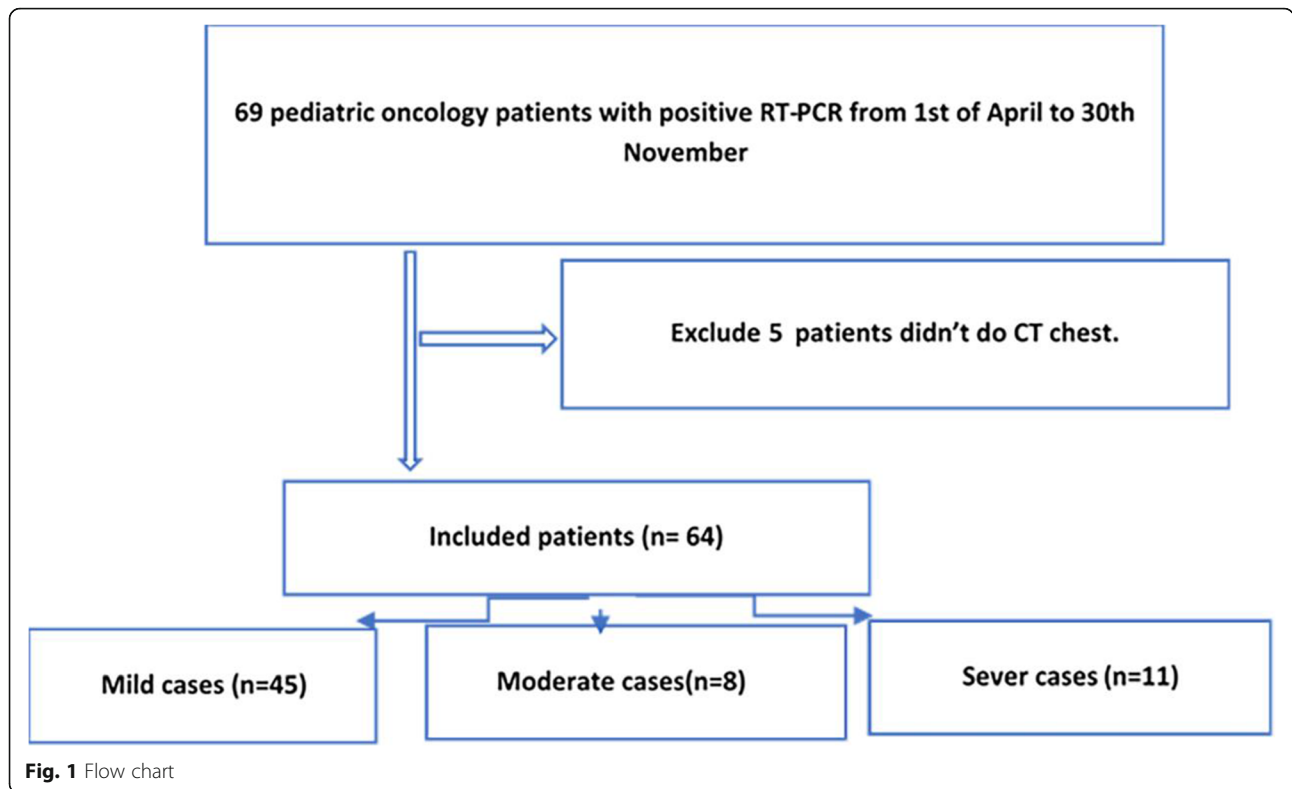 69 pediatric oncology patients with positive RT-PCR from 1st of April to 30th
November
Exclude 5 patients didn’t do CT chest.
Included patients (n= 64)
Mild cases (n=45)
Moderate cases(n=8)
Sever cases (n=11)
Fig. 1 Flow chart